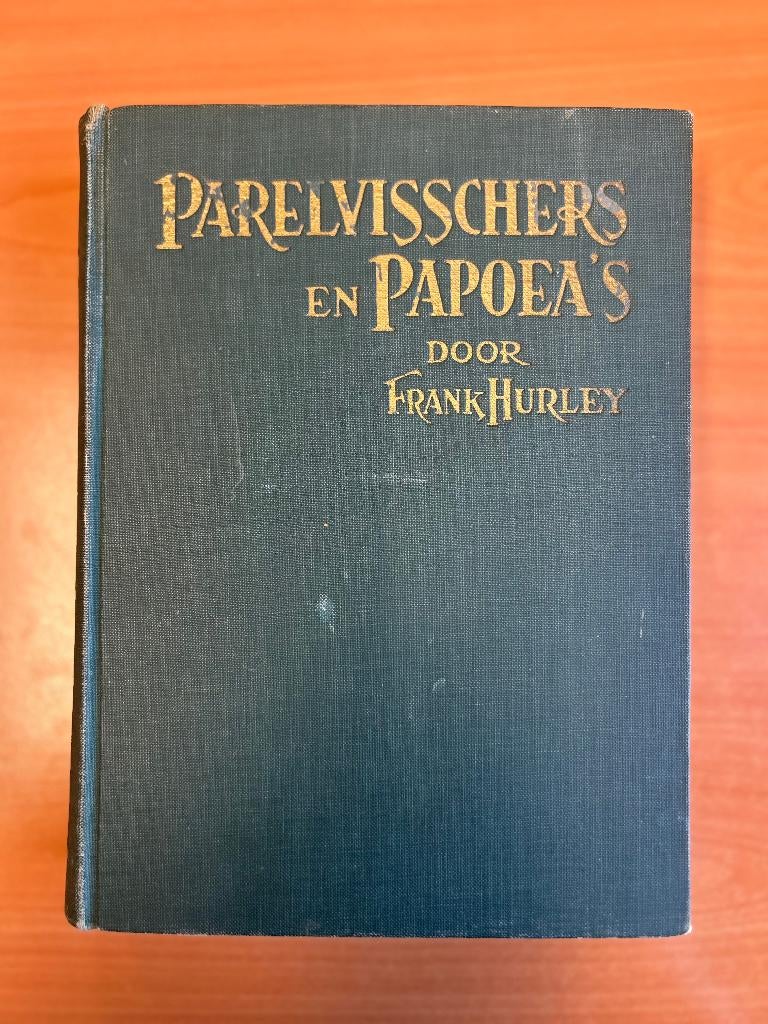 PARELVISSCHERS
EN PAPOEA'S
DOOR
FRANK HURLEY